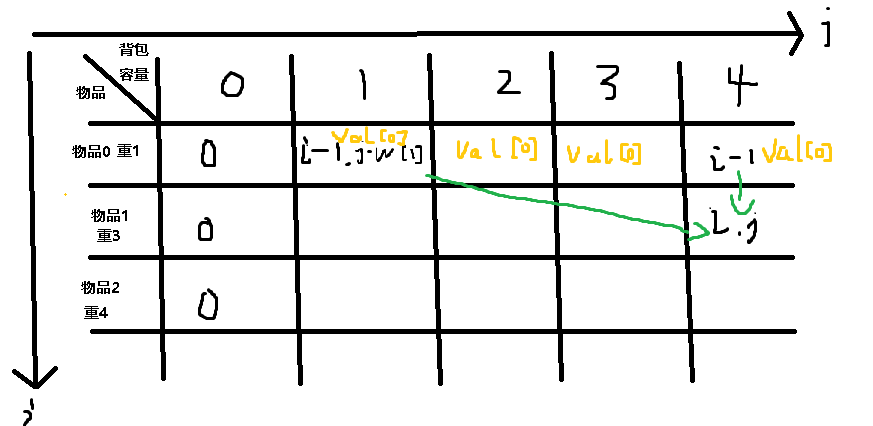 j
背包
容量
物品
0 1 2 3 4
物品0 重1
0
val[0]
i-1,j-w[i]
val[0]
val[0]
i-1
val[0]
物品1
重3
0
i,j
物品2
重4
0
i